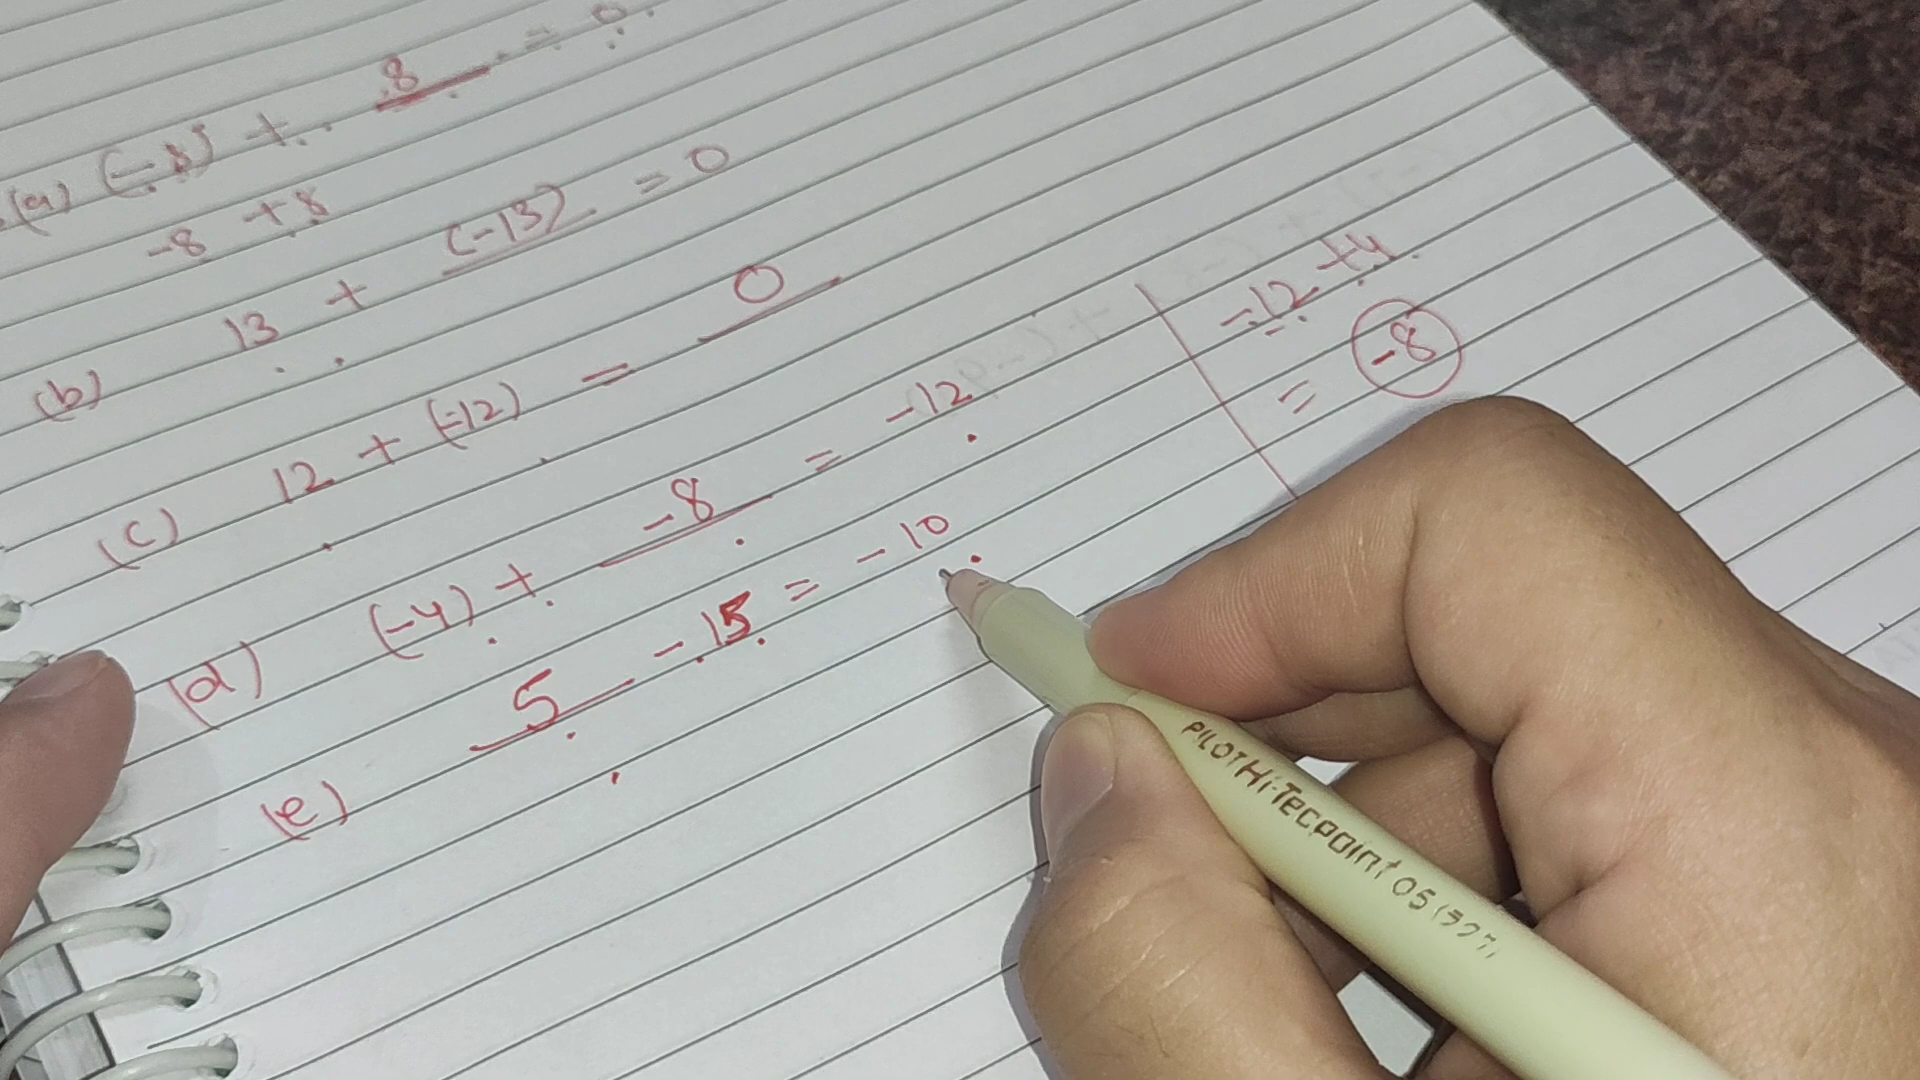 (a) (-8) + 8 = 0
-8 +8
(b) 13 + (-13) = 0
(c) 12 + (-12) = 0
(d) (-4) + -8 = -12
(e) 5 -15 = -10
-12 +4
= -8
PILOT Hi-TECPOINT 05